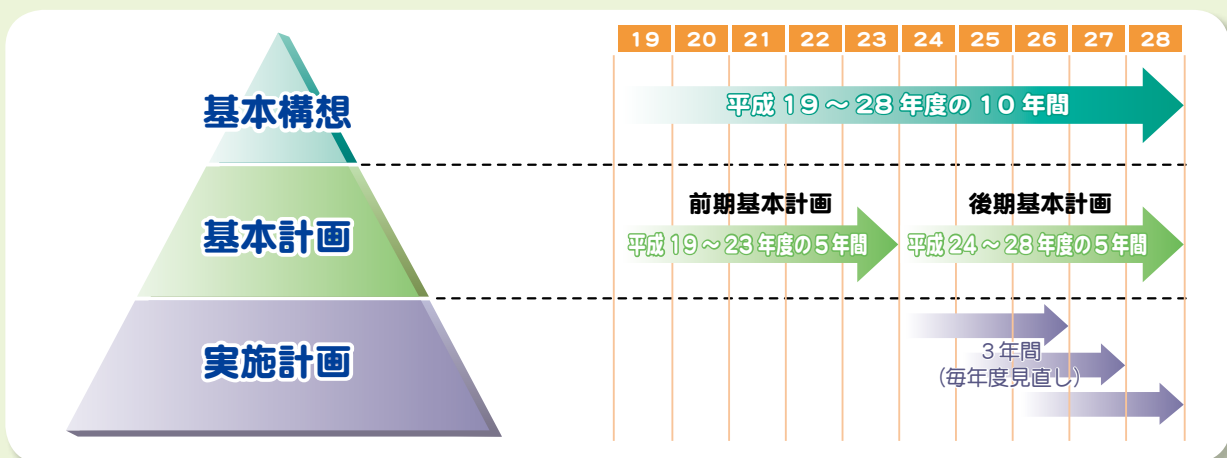 19 20 21 22 23 24 25 26 27 28
基本構想
平成 19 ～ 28 年度の 10 年間
前期基本計画
後期基本計画
基本計画
平成 19 ～ 23 年度の5年間
平成 24 ～ 28 年度の5年間
実施計画
３年間
（毎年度見直し）